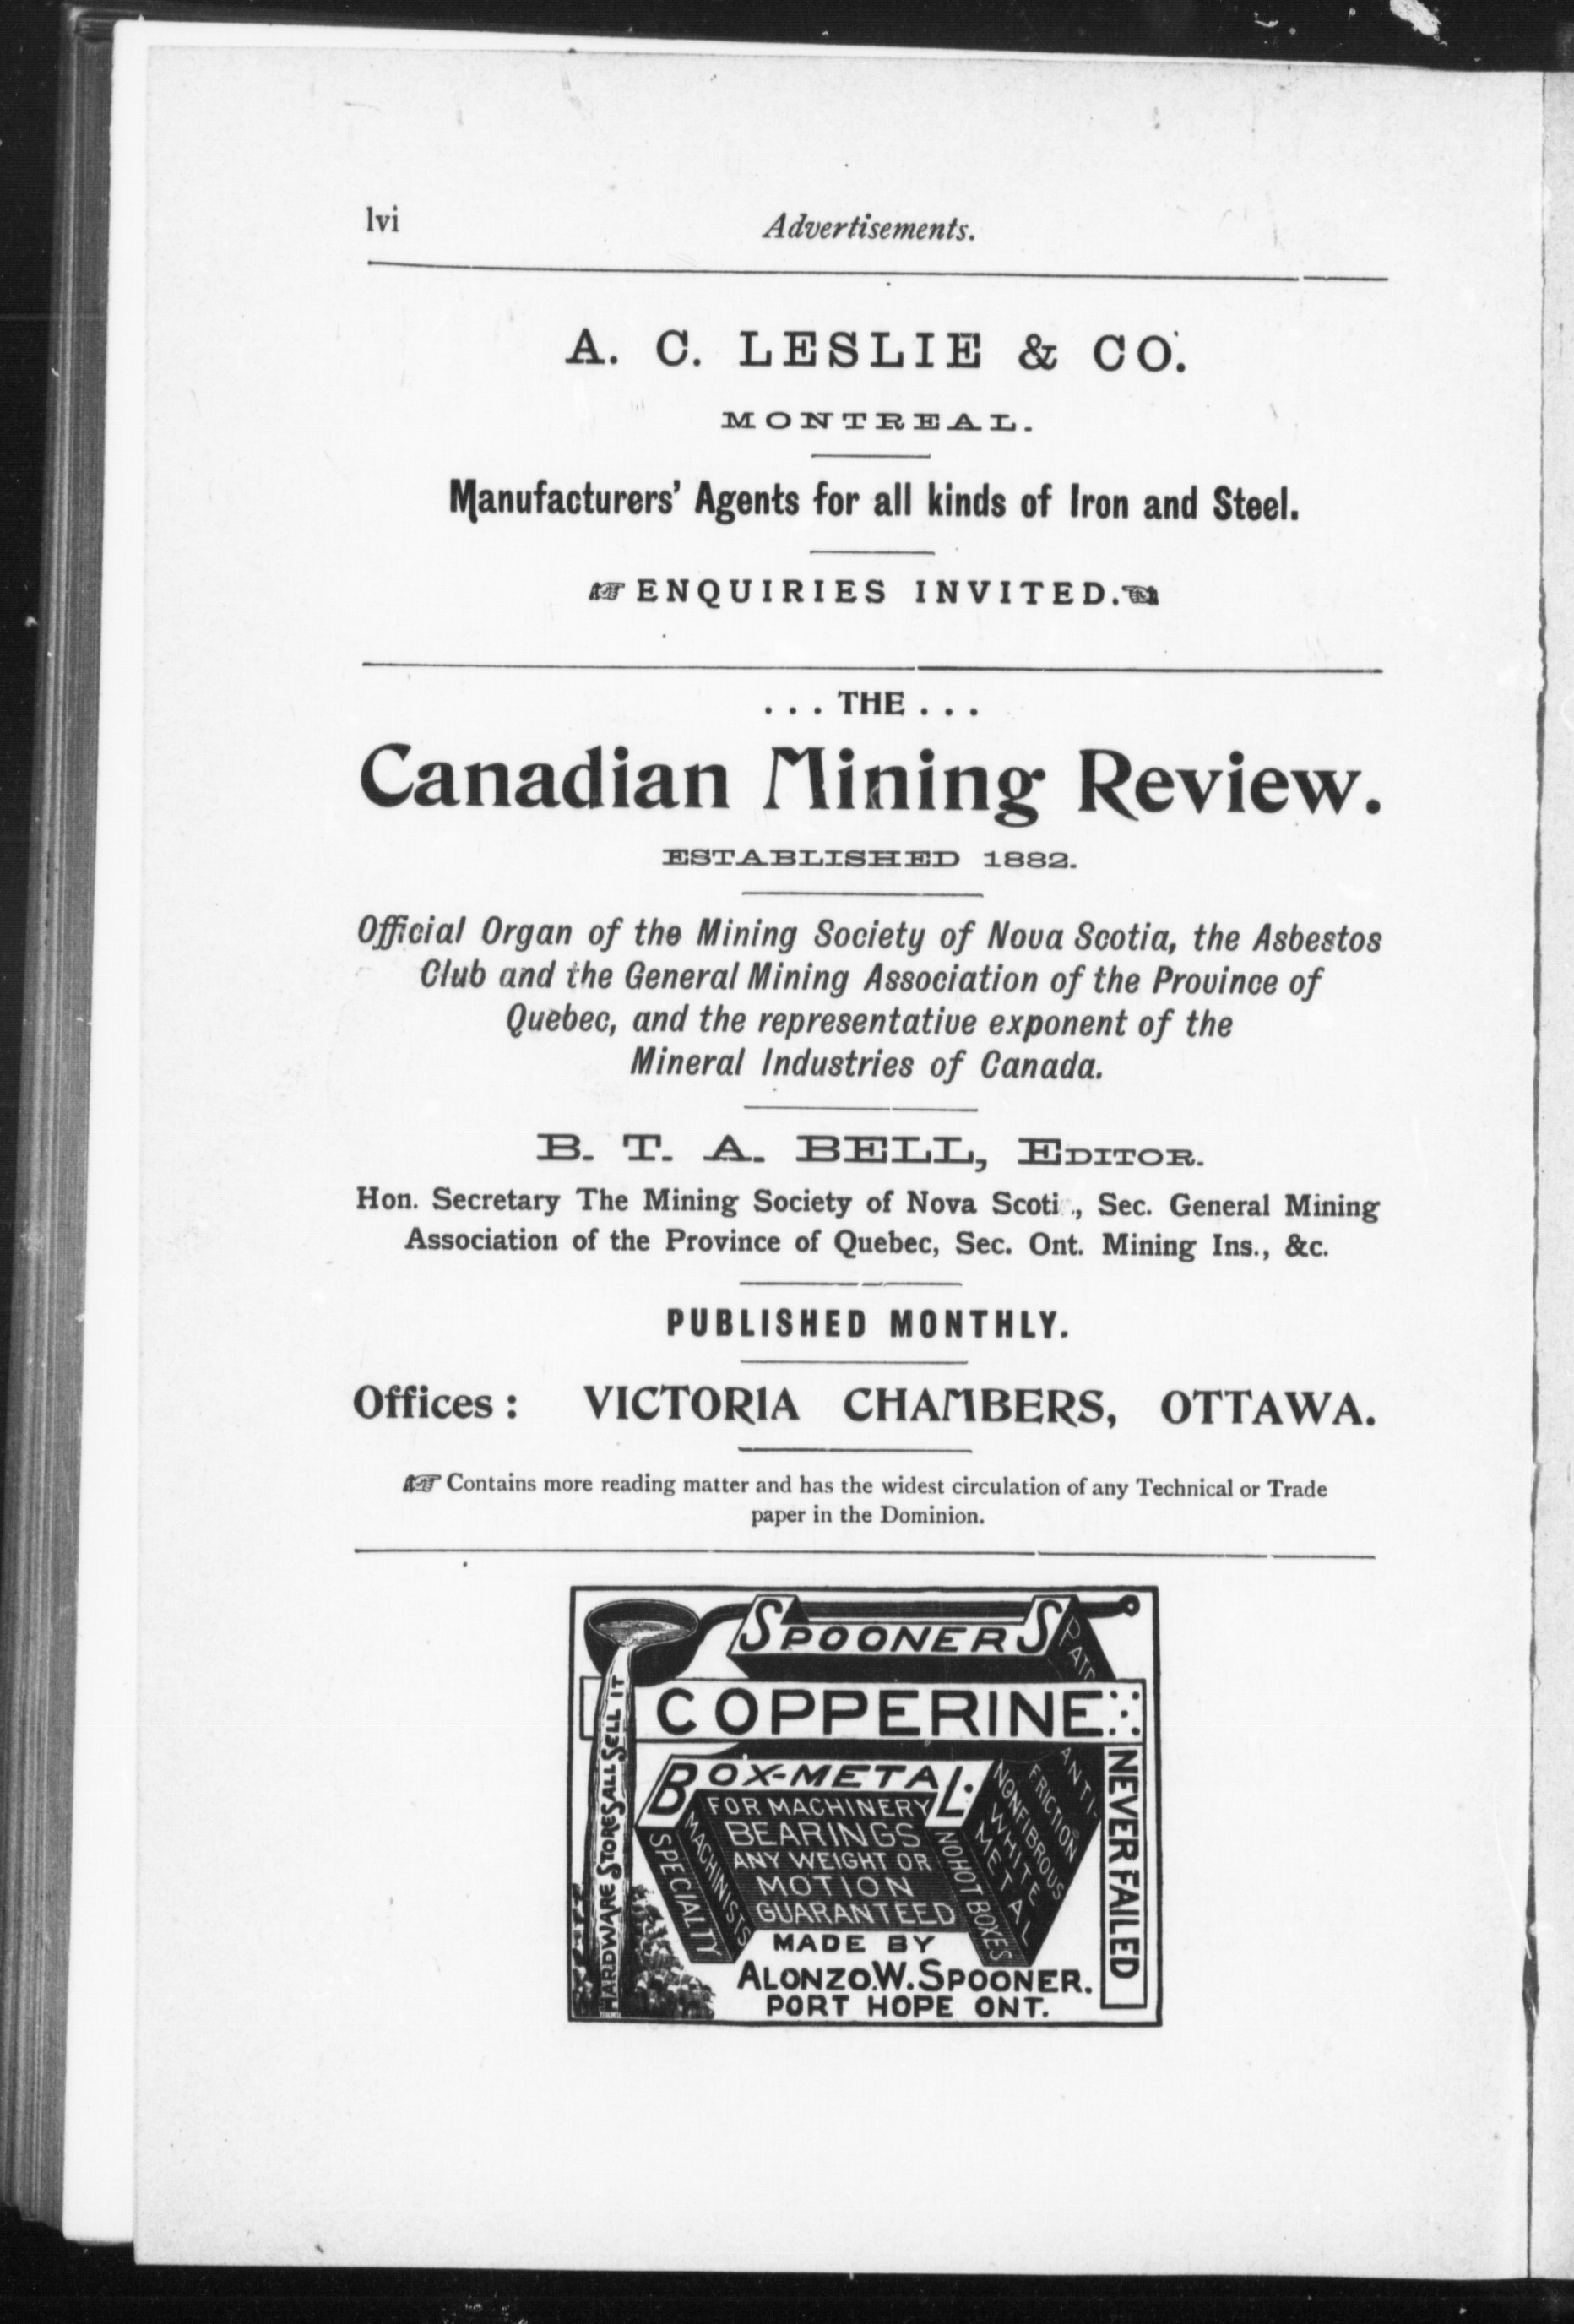 lvi
Advertisements.
A. C. LESLIE & CO.
MONTREAL.
Manufacturers' Agents for all kinds of Iron and Steel.
☞ ENQUIRIES INVITED. ☜
... THE ...
Canadian Mining Review.
ESTABLISHED 1882.
Official Organ of the Mining Society of Nova Scotia, the Asbestos
Club and the General Mining Association of the Province of
Quebec, and the representative exponent of the
Mineral Industries of Canada.
B. T. A. BELL, EDITOR.
Hon. Secretary The Mining Society of Nova Scoti ., Sec. General Mining
Association of the Province of Quebec, Sec. Ont. Mining Ins., &c.
PUBLISHED MONTHLY.
Offices : VICTORIA CHAMBERS, OTTAWA.
☞ Contains more reading matter and has the widest circulation of any Technical or Trade
paper in the Dominion.
SPOONERS
COPPERINE
HARDWARE STORES ALL SELL IT
BOX-METAL.
FOR MACHINERY
BEARINGS
ANY WEIGHT OR
MOTION
GUARANTEED
MACHINISTS
SPECIALTY
NO HOT BOXES
ANTI-
FRICTION
NONFIBROUS
WHITE
METAL
NEVER FAILED
MADE BY
ALONZO.W.SPOONER.
PORT HOPE ONT.